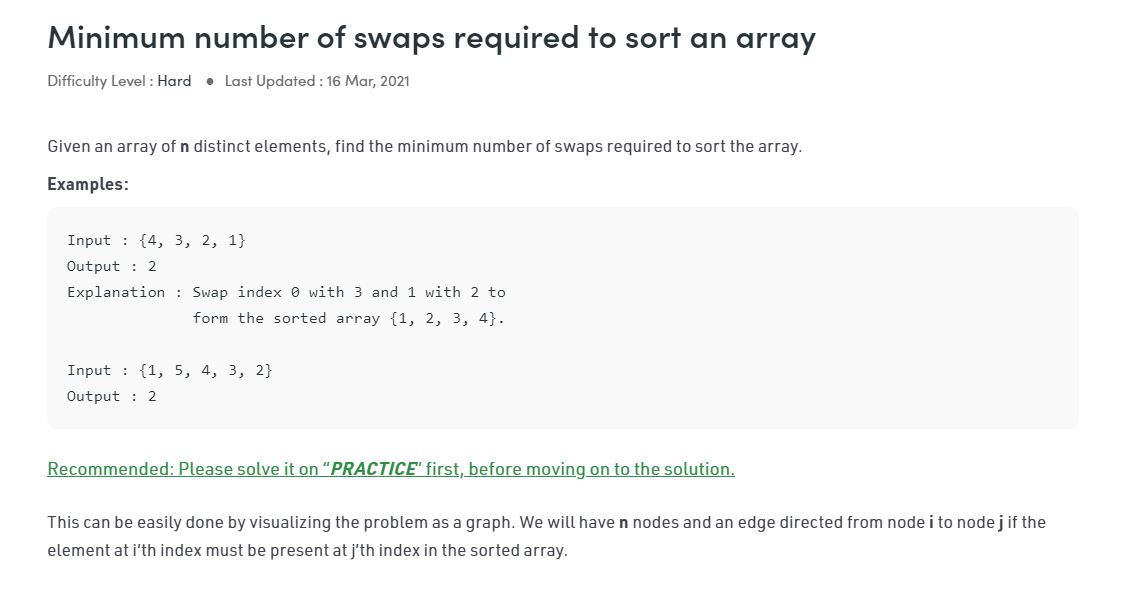 Minimum number of swaps required to sort an array
Difficulty Level : Hard ● Last Updated : 16 Mar, 2021
Given an array of n distinct elements, find the minimum number of swaps required to sort the array.
Examples:
Input : {4, 3, 2, 1}
Output : 2
Explanation : Swap index 0 with 3 and 1 with 2 to
form the sorted array {1, 2, 3, 4}.
Input : {1, 5, 4, 3, 2}
Output : 2
Recommended: Please solve it on “PRACTICE” first, before moving on to the solution.
This can be easily done by visualizing the problem as a graph. We will have n nodes and an edge directed from node i to node j if the
element at i’th index must be present at j’th index in the sorted array.